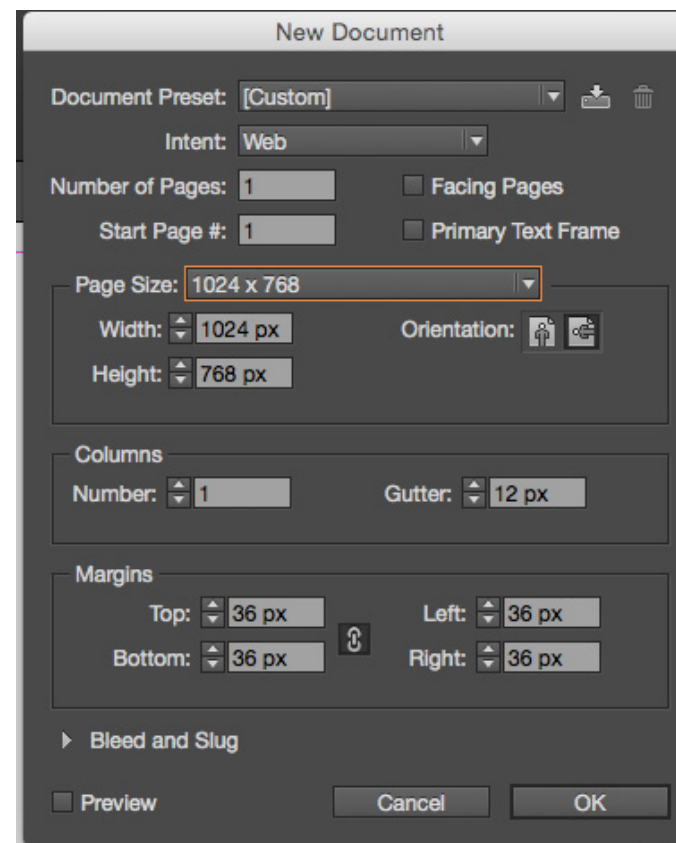 New Document
Document Preset: [Custom]
Intent: Web
Number of Pages: 1 Facing Pages
Start Page #: 1 Primary Text Frame
Page Size: 1024 x 768
Width: 1024 px Orientation:
Height: 768 px
Columns
Number: 1 Gutter: 12 px
Margins
Top: 36 px Left: 36 px
Bottom: 36 px Right: 36 px
Bleed and Slug
Preview Cancel OK